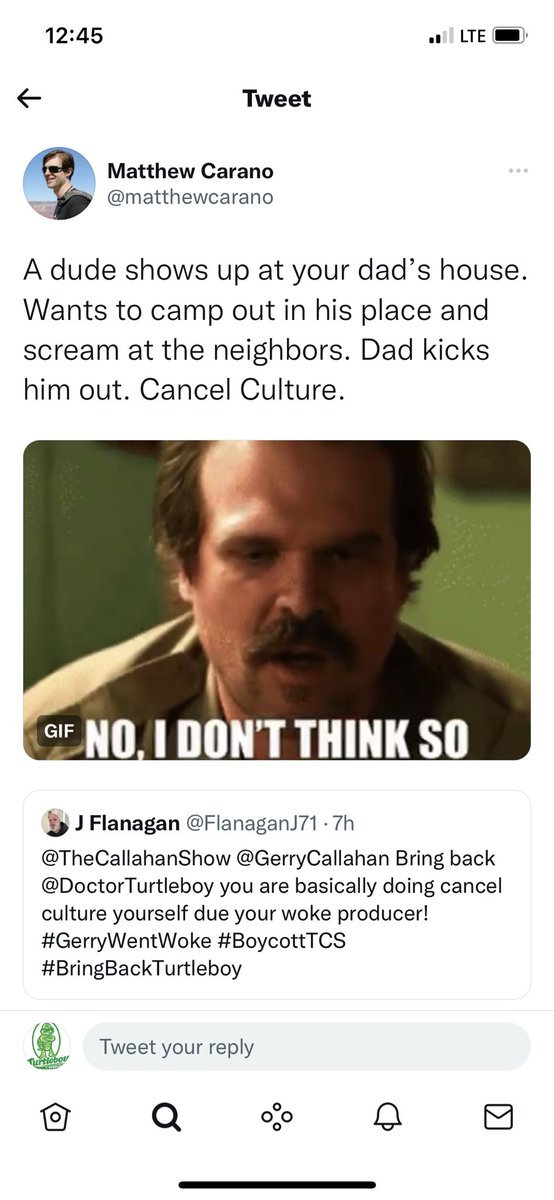 12:45
LTE
Tweet
Matthew Carano
@matthewcarano
A dude shows up at your dad’s house.
Wants to camp out in his place and
scream at the neighbors. Dad kicks
him out. Cancel Culture.
GIF
NO, I DON'T THINK SO
J Flanagan @FlanaganJ71 · 7h
@TheCallahanShow @GerryCallahan Bring back
@DoctorTurtleboy you are basically doing cancel
culture yourself due your woke producer!
#GerryWentWoke #BoycottTCS
#BringBackTurtleboy
Turtleboy
Tweet your reply